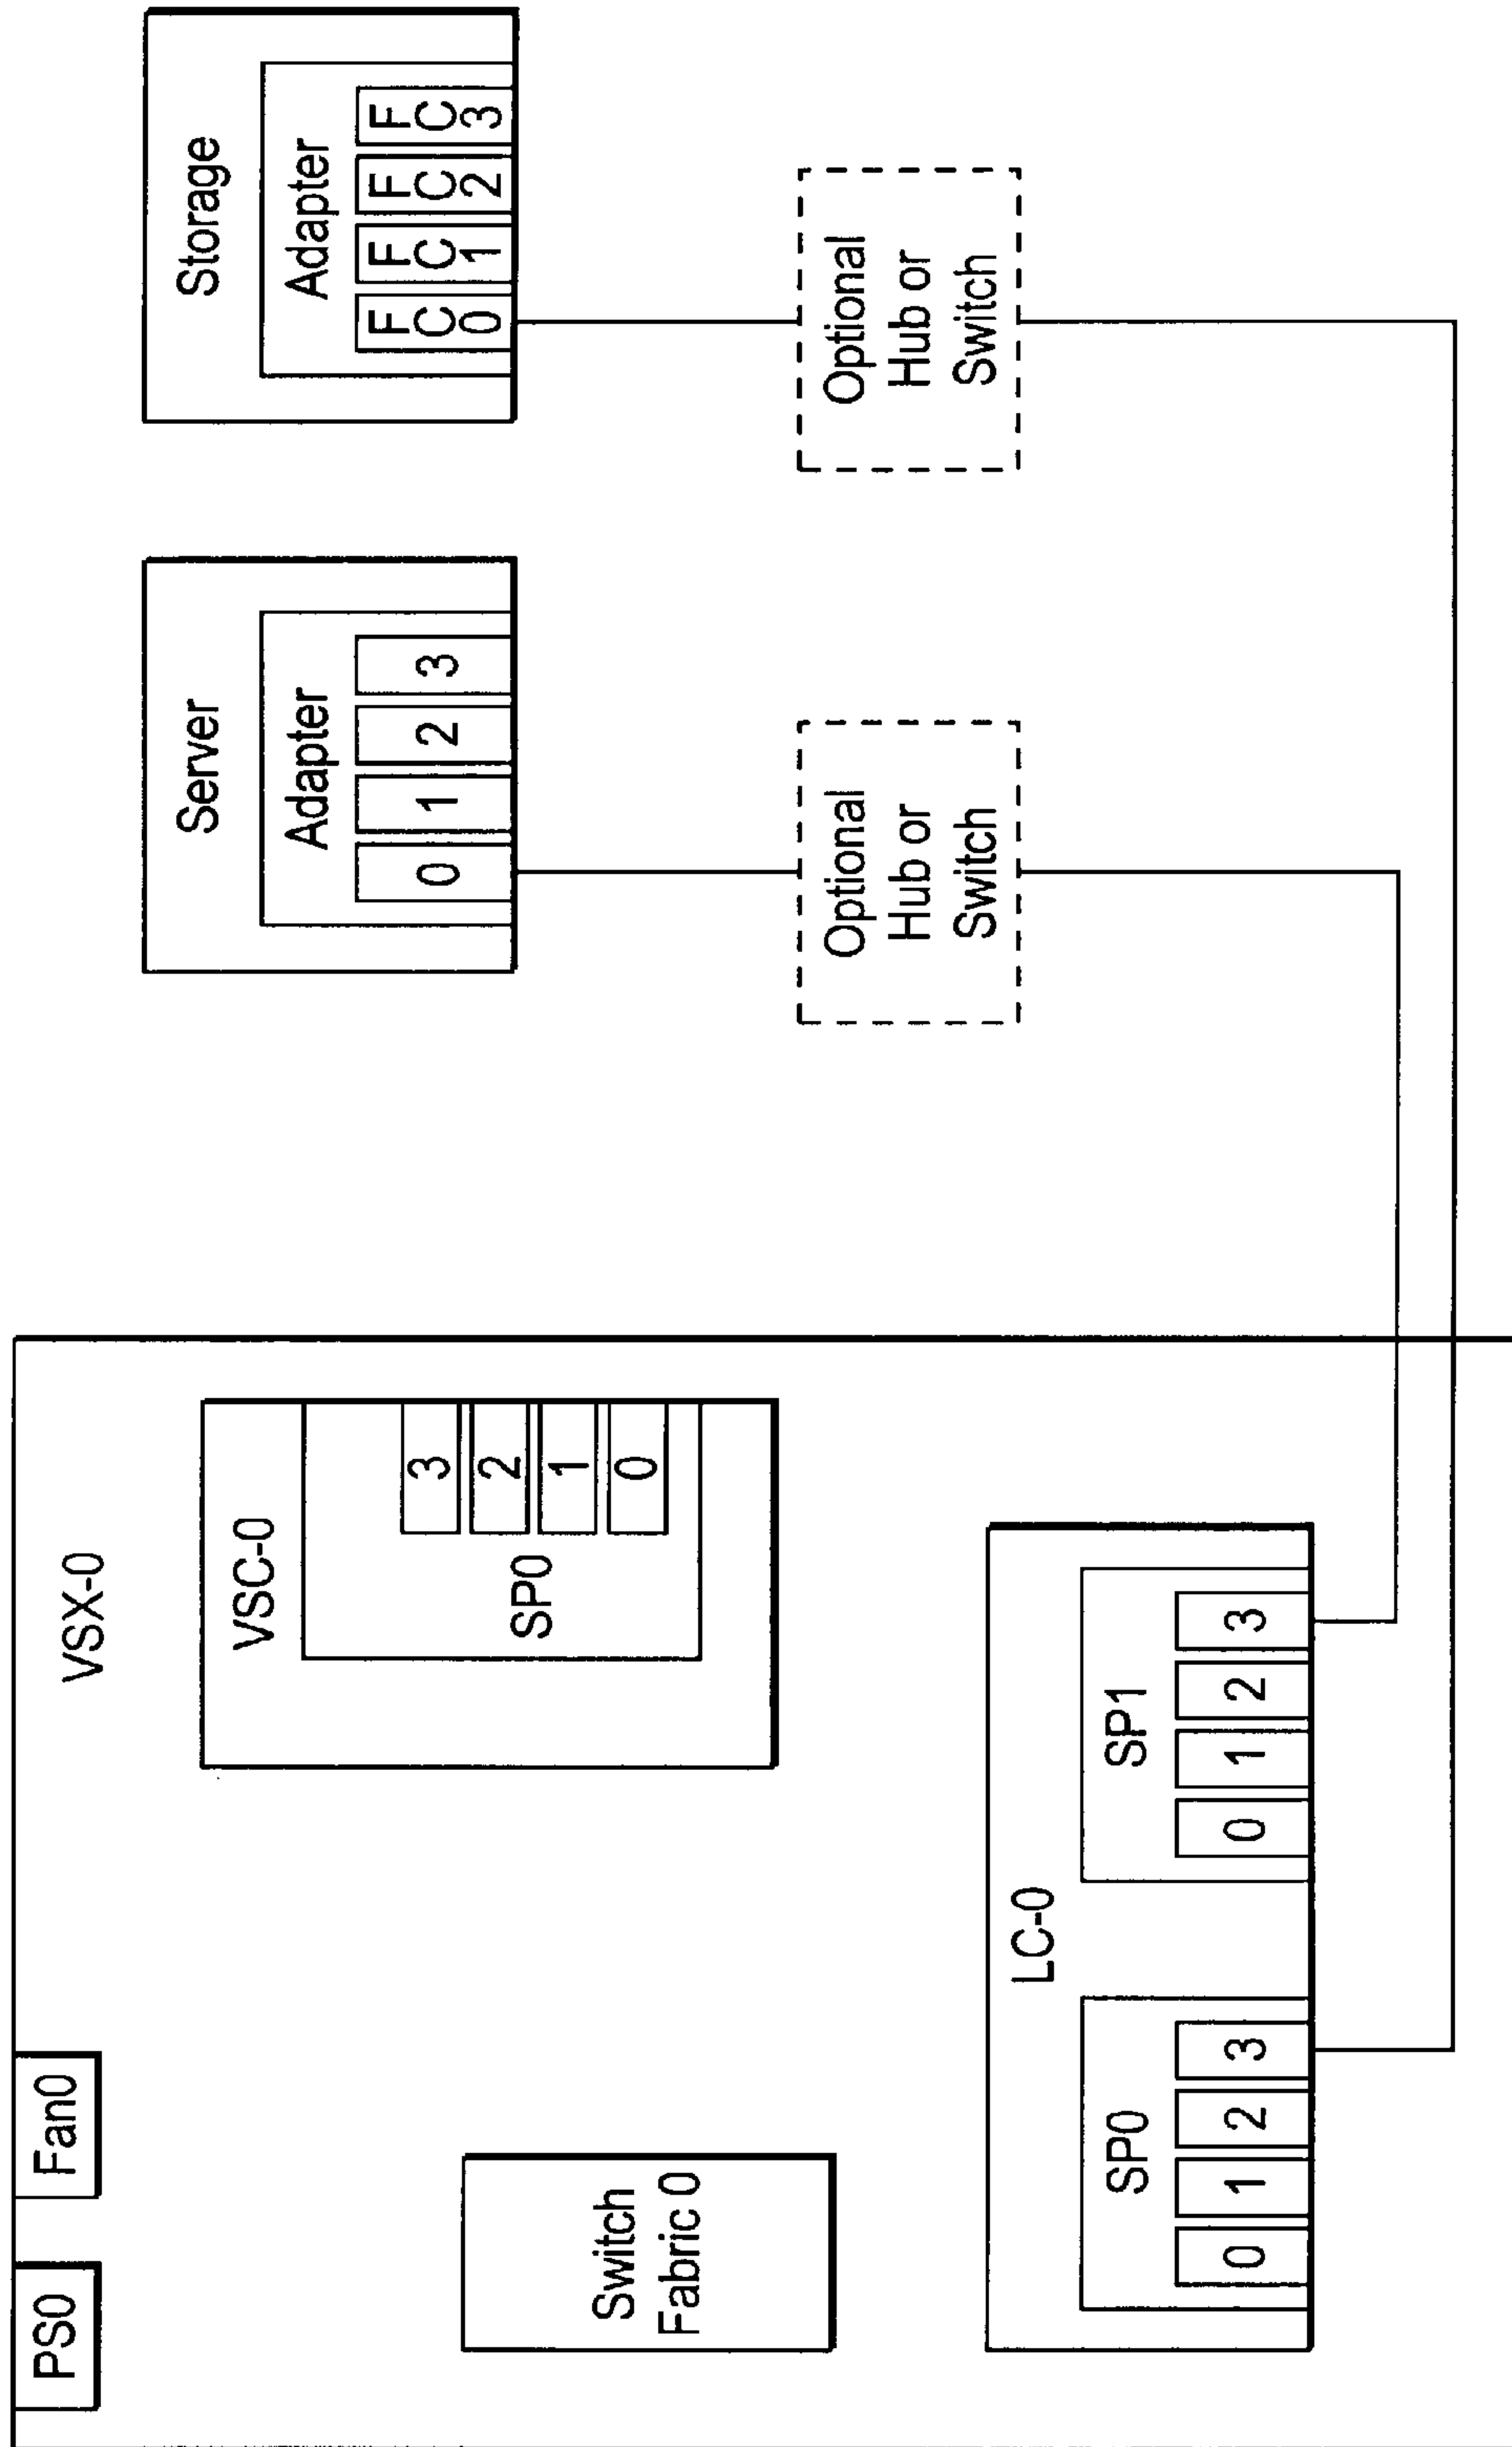 PS0
Fan0
VSX-0
VSC-0
SP0
3
2
1
0
Switch
Fabric 0
LC-0
SP0
0 1 2 3
SP1
0 1 2 3
Server
Adapter
0 1 2 3
Optional
Hub or
Switch
Storage
Adapter
F F F F
C C C C
0 1 2 3
Optional
Hub or
Switch